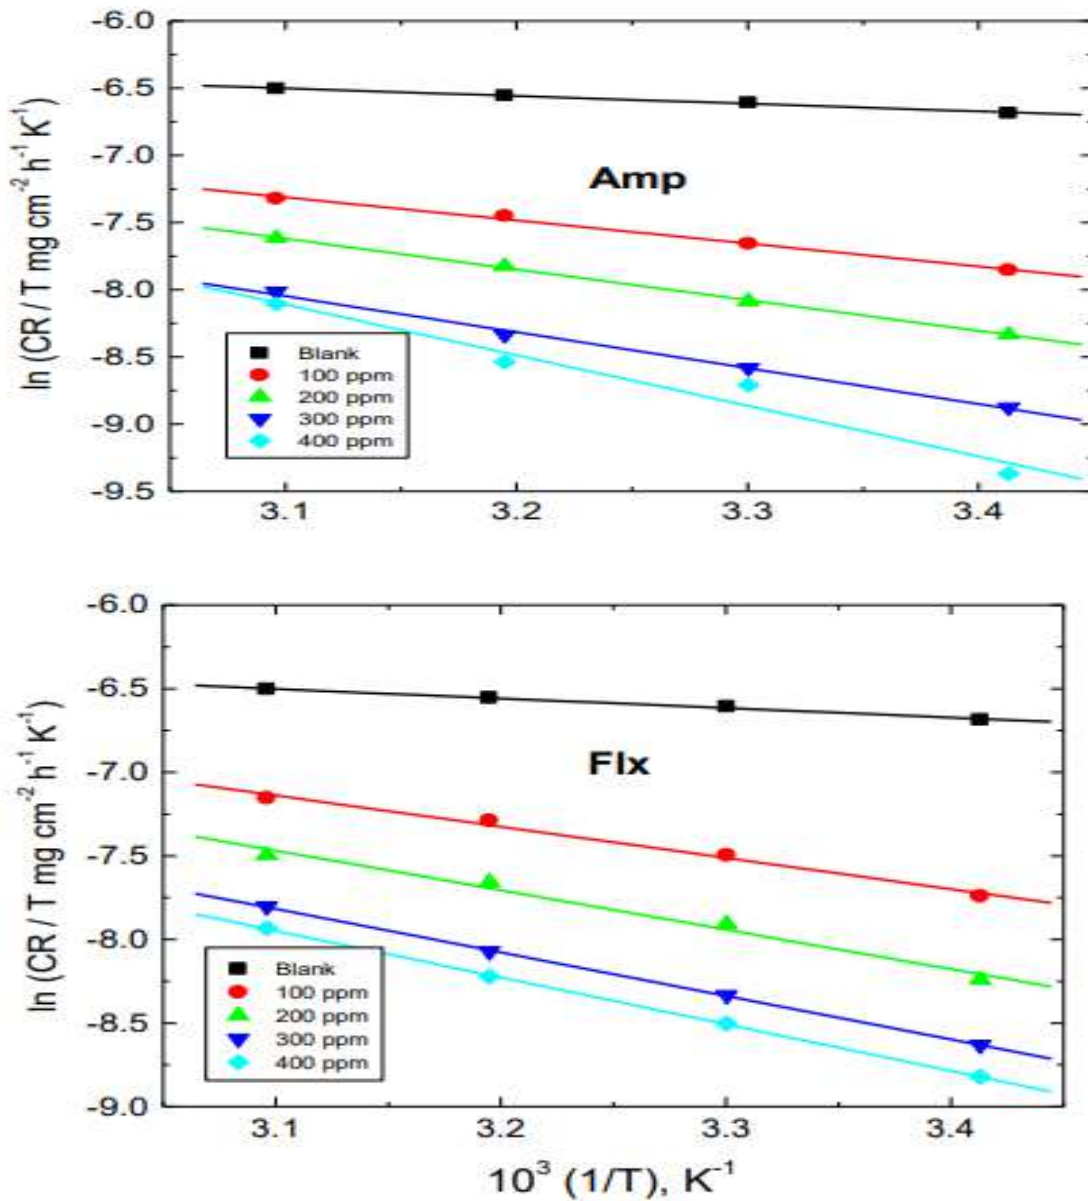 -6.0
-6.5
-7.0
-7.5
-8.0
-8.5
-9.0
-9.5
ln (CR / T mg cm⁻² h⁻¹ K⁻¹)
Amp
Blank
100 ppm
200 ppm
300 ppm
400 ppm
3.1 3.2 3.3 3.4
-6.0
-6.5
-7.0
-7.5
-8.0
-8.5
-9.0
ln (CR / T mg cm⁻² h⁻¹ K⁻¹)
Flx
Blank
100 ppm
200 ppm
300 ppm
400 ppm
3.1 3.2 3.3 3.4
10³ (1/T), K⁻¹